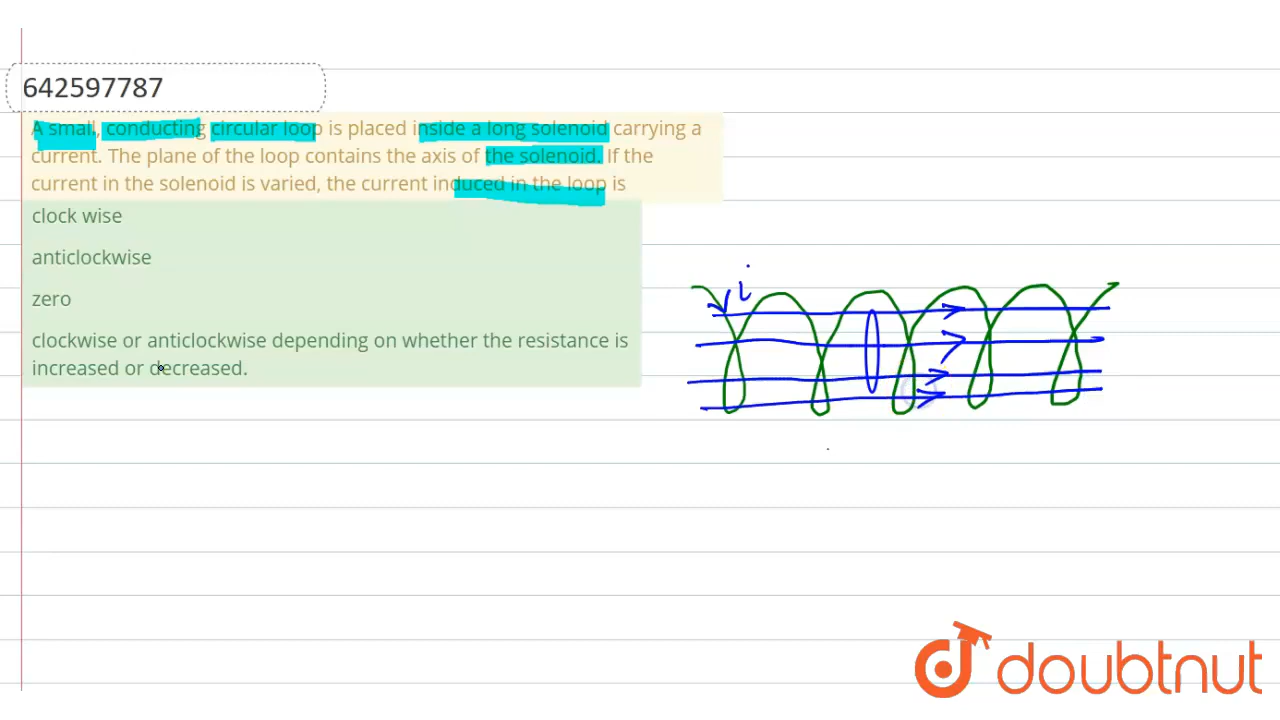 642597787
A small, conducting circular loop is placed inside a long solenoid carrying a
current. The plane of the loop contains the axis of the solenoid. If the
current in the solenoid is varied, the current induced in the loop is
clock wise
anticlockwise
zero
clockwise or anticlockwise depending on whether the resistance is
increased or decreased.
i
doubtnut